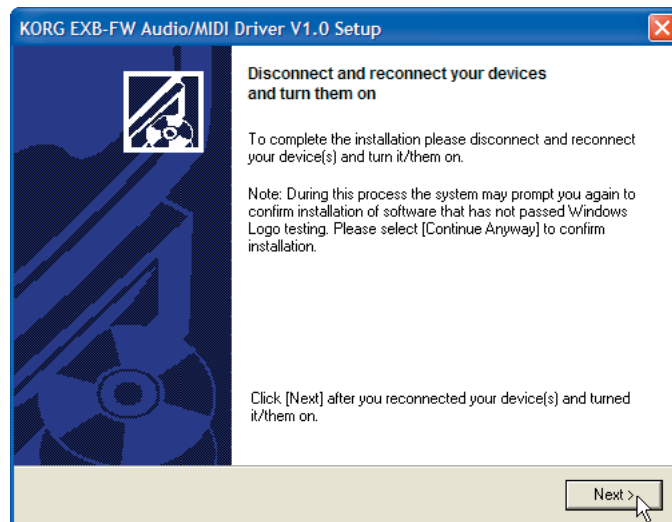 KORG EXB-FW Audio/MIDI Driver V1.0 Setup
Disconnect and reconnect your devices
and turn them on
To complete the installation please disconnect and reconnect
your device(s) and turn it/them on.
Note: During this process the system may prompt you again to
confirm installation of software that has not passed Windows
Logo testing. Please select [Continue Anyway] to confirm
installation.
Click [Next] after you reconnected your device(s) and turned
it/them on.
Next >